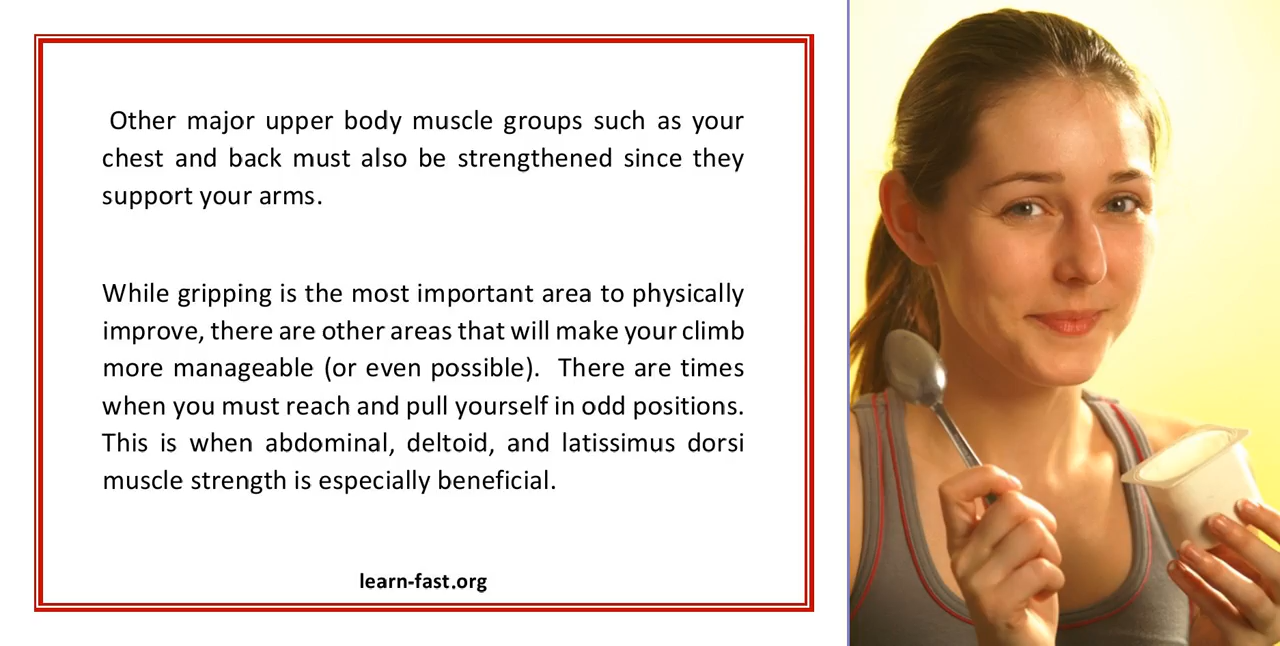 Other major upper body muscle groups such as your
chest and back must also be strengthened since they
support your arms.
While gripping is the most important area to physically
improve, there are other areas that will make your climb
more manageable (or even possible).  There are times
when you must reach and pull yourself in odd positions.
This is when abdominal, deltoid, and latissimus dorsi
muscle strength is especially beneficial.
learn-fast.org